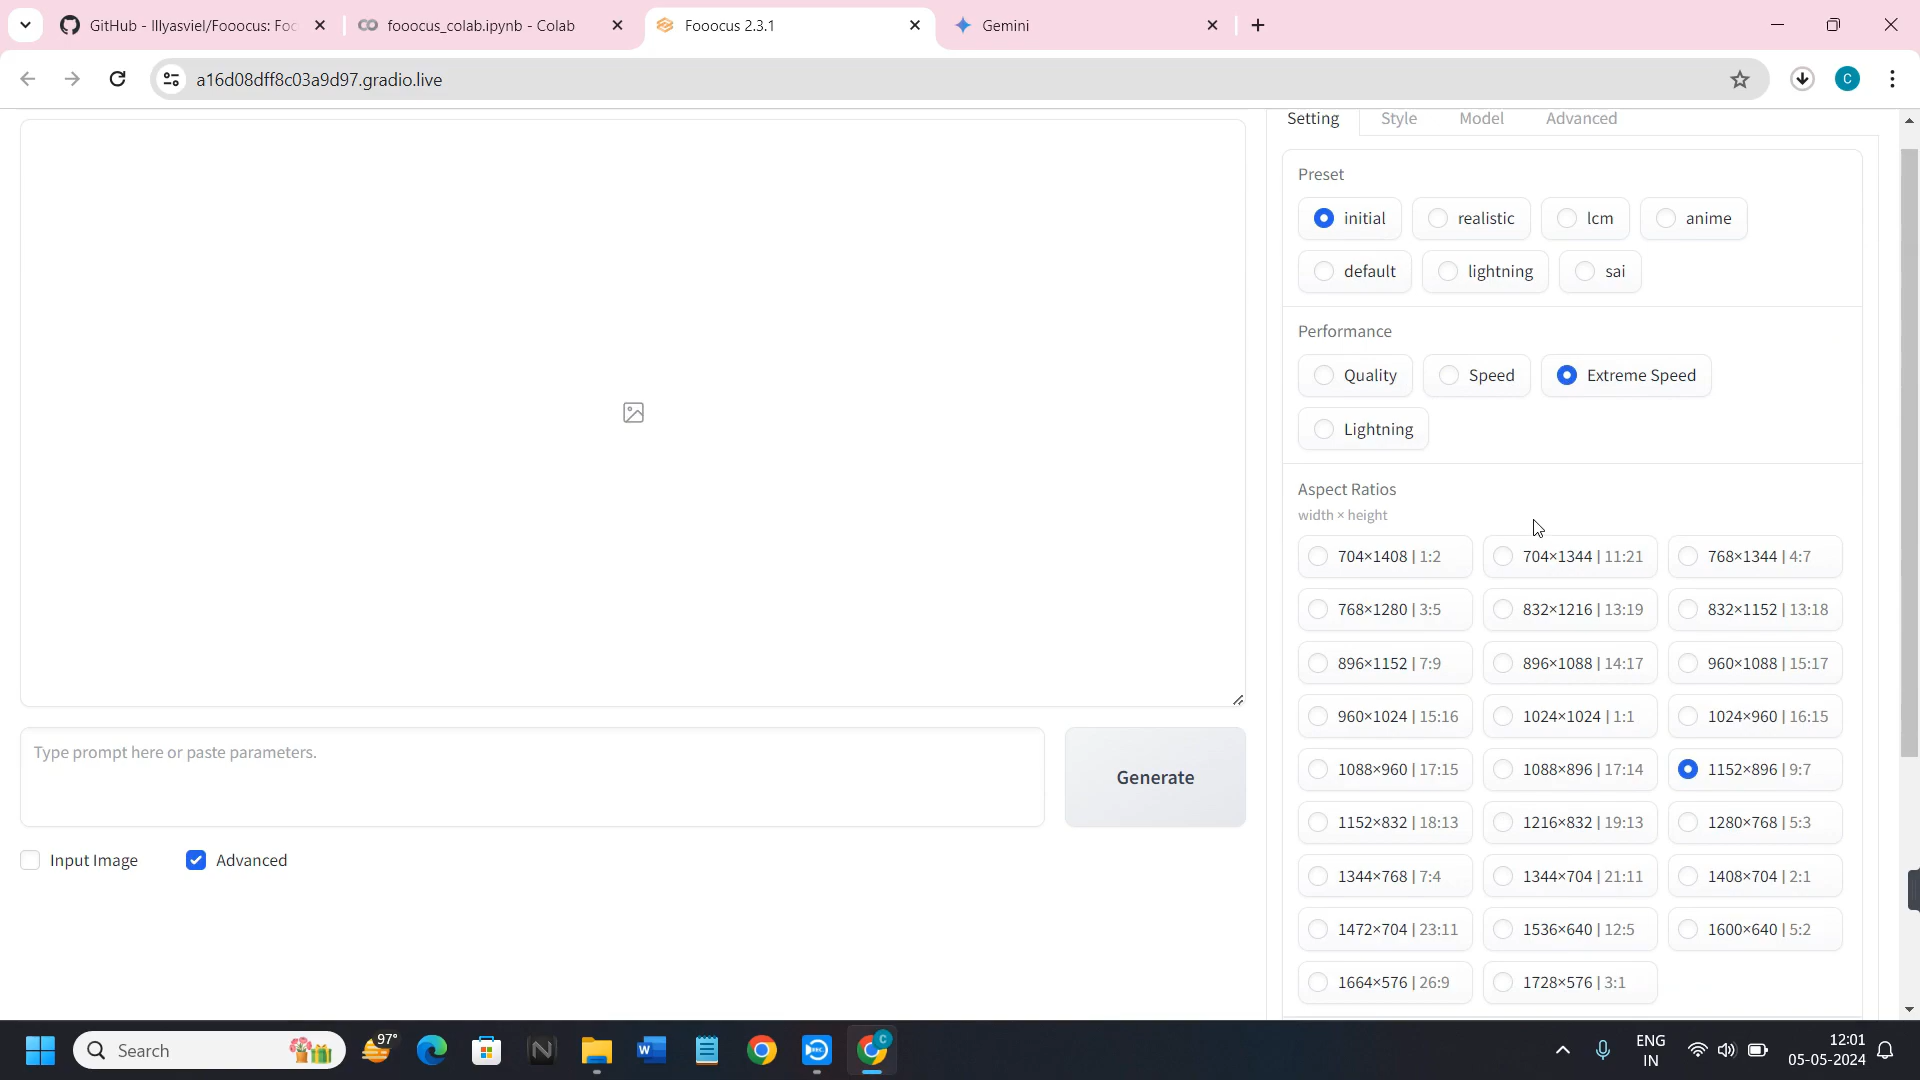 GitHub - lllyasviel/Fooocus: Foc
fooocus_colab.ipynb - Colab
Fooocus 2.3.1
Gemini
a16d08dff8c03a9d97.gradio.live
C
Setting Style Model Advanced
Preset
initial realistic lcm anime
default lightning sai
Performance
Quality Speed Extreme Speed
Lightning
Aspect Ratios
width × height
704×1408 | 1:2 704×1344 | 11:21 768×1344 | 4:7
768×1280 | 3:5 832×1216 | 13:19 832×1152 | 13:18
896×1152 | 7:9 896×1088 | 14:17 960×1088 | 15:17
960×1024 | 15:16 1024×1024 | 1:1 1024×960 | 16:15
1088×960 | 17:15 1088×896 | 17:14 1152×896 | 9:7
1152×832 | 18:13 1216×832 | 19:13 1280×768 | 5:3
1344×768 | 7:4 1344×704 | 21:11 1408×704 | 2:1
1472×704 | 23:11 1536×640 | 12:5 1600×640 | 5:2
1664×576 | 26:9 1728×576 | 3:1
Type prompt here or paste parameters.
Generate
Input Image Advanced
Search
97°
C
ENG
IN
12:01
05-05-2024